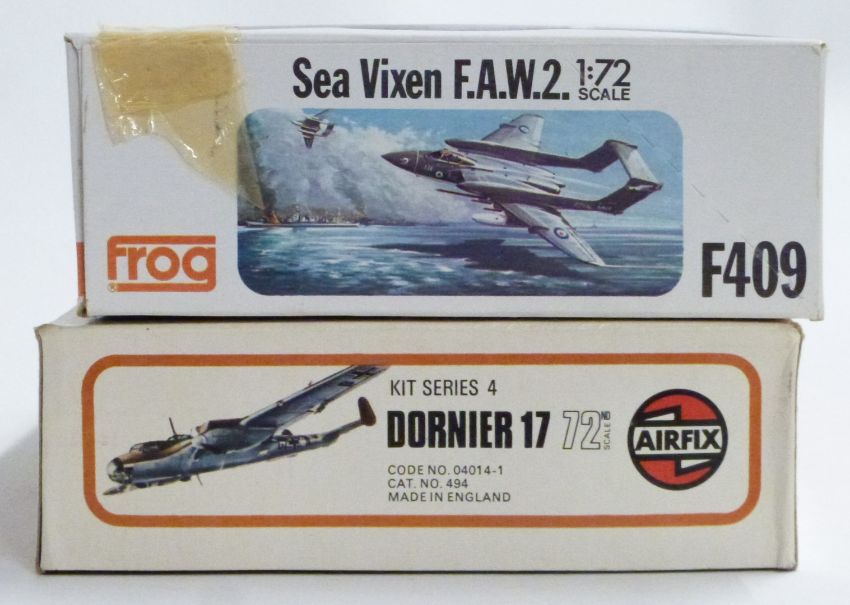 Sea Vixen F.A.W.2. 1:72 SCALE
frog
F409
KIT SERIES 4
DORNIER 17 72ND SCALE
AIRFIX
CODE NO. 04014-1
CAT. NO. 494
MADE IN ENGLAND